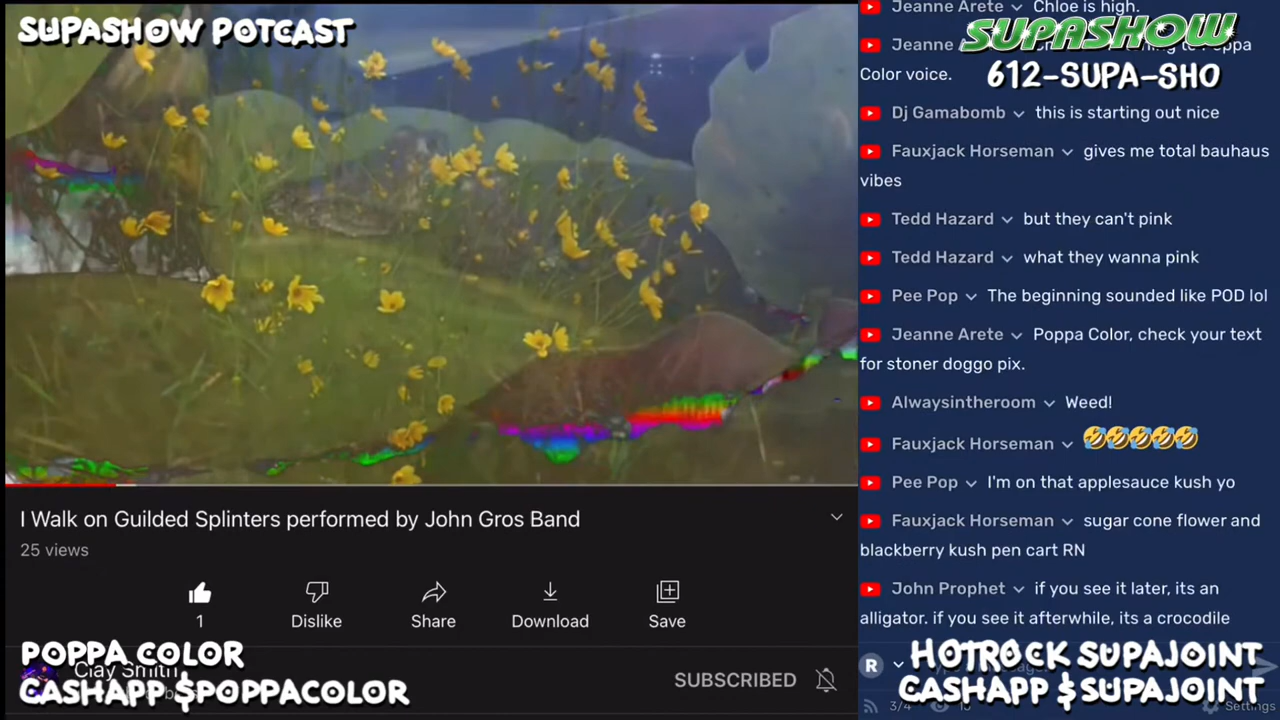 SUPASHOW POTCAST
I Walk on Guilded Splinters performed by John Gros Band
25 views
1
Dislike
Share
Download
Save
POPPA COLOR
Clay Smith
CASHAPP $POPPACOLOR
SUBSCRIBED
Jeanne Arete Chloe is high.
SUPASHOW
Jeanne
Color voice.
612-SUPA-SHO
Dj Gamabomb this is starting out nice
Fauxjack Horseman gives me total bauhaus
vibes
Tedd Hazard but they can't pink
Tedd Hazard what they wanna pink
Pee Pop The beginning sounded like POD lol
Jeanne Arete Poppa Color, check your text
for stoner doggo pix.
Alwaysintheroom Weed!
Fauxjack Horseman 🤣🤣🤣🤣🤣
Pee Pop I'm on that applesauce kush yo
Fauxjack Horseman sugar cone flower and
blackberry kush pen cart RN
John Prophet if you see it later, its an
alligator. if you see it afterwhile, its a crocodile
R
HOTROCK SUPAJOINT
CASHAPP $SUPAJOINT
3/4
Settings